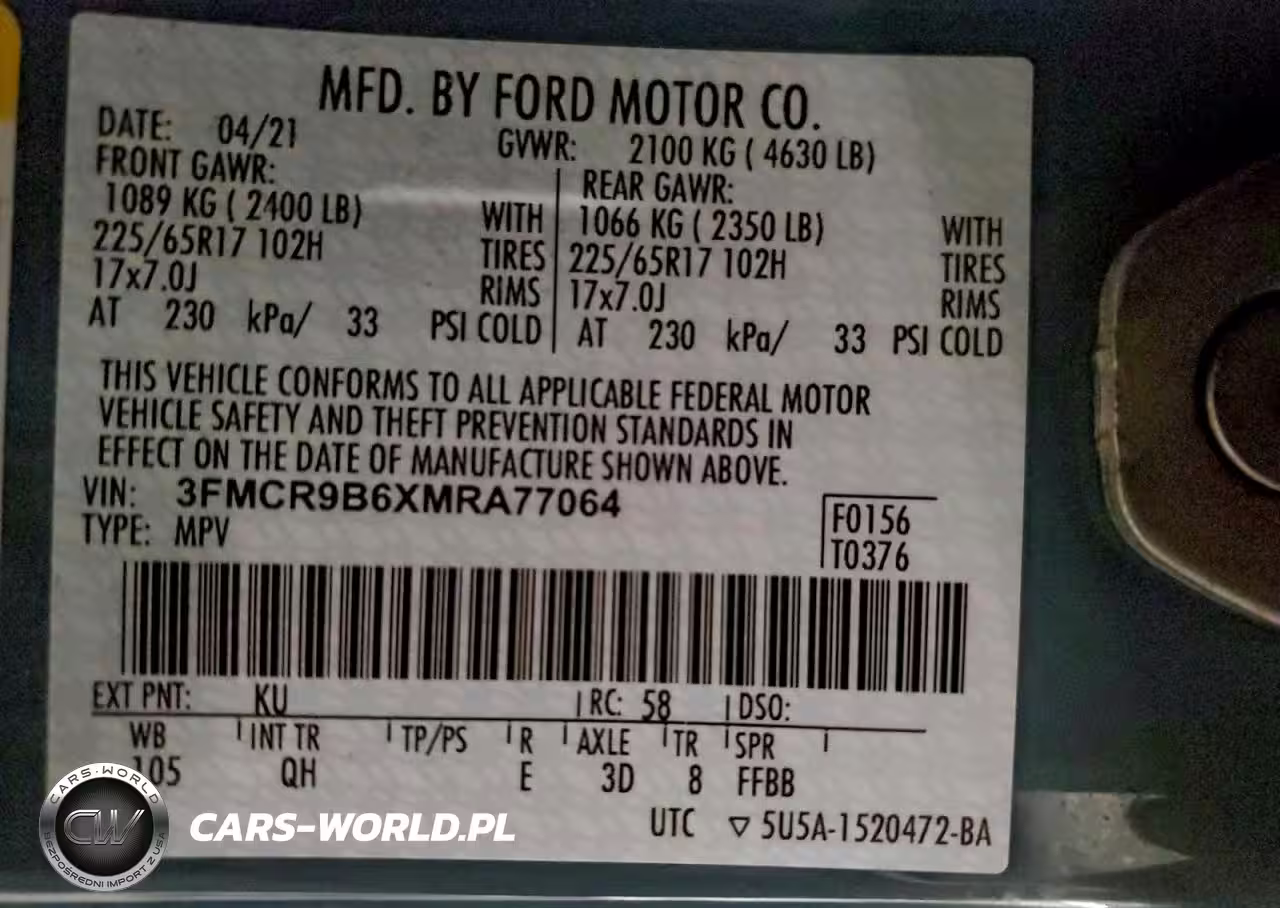 MFD. BY FORD MOTOR CO.
DATE: 04/21 GVWR: 2100 KG ( 4630 LB)
FRONT GAWR: REAR GAWR:
1089 KG ( 2400 LB) WITH 1066 KG ( 2350 LB) WITH
225/65R17 102H TIRES 225/65R17 102H TIRES
17x7.0J RIMS 17x7.0J RIMS
AT 230 kPa/ 33 PSI COLD AT 230 kPa/ 33 PSI COLD
THIS VEHICLE CONFORMS TO ALL APPLICABLE FEDERAL MOTOR
VEHICLE SAFETY AND THEFT PREVENTION STANDARDS IN
EFFECT ON THE DATE OF MANUFACTURE SHOWN ABOVE.
VIN: 3FMCR9B6XMRA77064
TYPE: MPV
F0156
T0376
EXT PNT: KU RC: 58 DSO:
WB INT TR TP/PS R AXLE TR SPR
105 QH E 3D 8 FFBB
UTC ▽ 5U5A-1520472-BA
CARS-WORLD
CW
BEZPOŚREDNI IMPORT Z USA
CARS-WORLD.PL